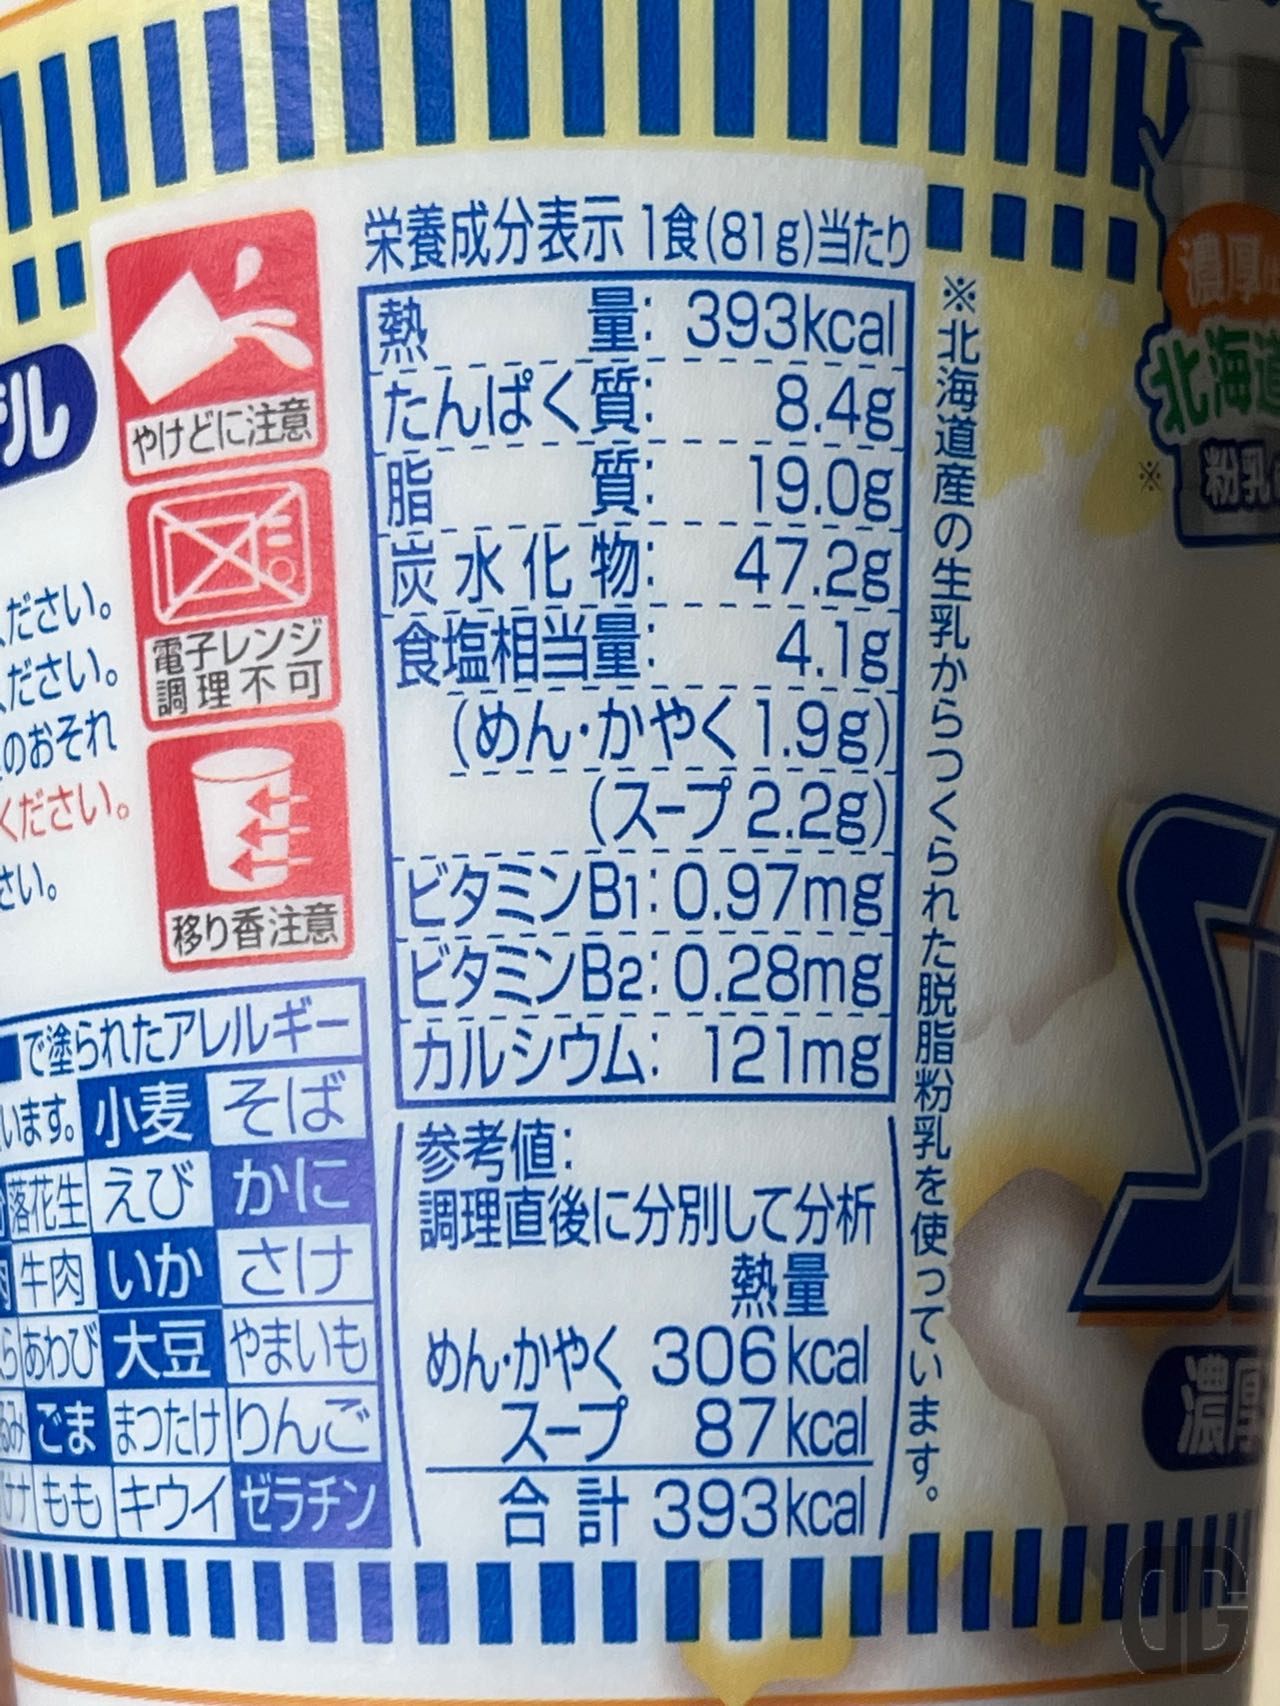 栄養成分表示 1食(81g)当たり
熱量: 393kcal
たんぱく質: 8.4g
脂質: 19.0g
炭水化物: 47.2g
食塩相当量: 4.1g
(めん・かやく 1.9g)
(スープ 2.2g)
ビタミンB1: 0.97mg
ビタミンB2: 0.28mg
カルシウム: 121mg
参考値:
調理直後に分別して分析
熱量
めん・かやく 306kcal
スープ 87kcal
合計 393kcal
※北海道産の生乳からつくられた脱脂粉乳を使っています。
やけどに注意
電子レンジ
調理不可
移り香注意
ださい。
ださい。
のおそれ
ください。
さい。
で塗られたアレルギー
います。 小麦 そば
落花生 えび かに
牛肉 いか さけ
あわび 大豆 やまいも
ごま まつたけ りんご
もも キウイ ゼラチン
濃厚
北海道
※
粉乳
濃厚
DG